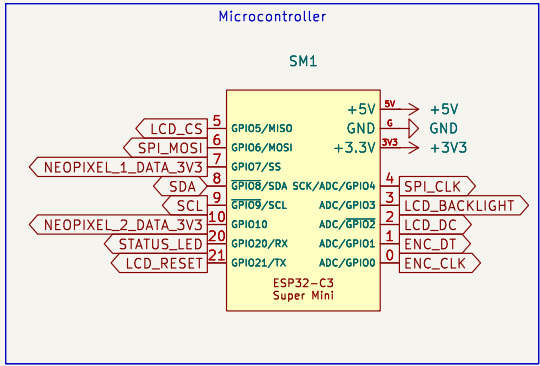 Microcontroller
SM1
+5V 5V +5V
GND G GND
+3.3V 3V3 +3V3
LCD_CS 5 GPIO5/MISO
SPI_MOSI 6 GPIO6/MOSI
NEOPIXEL_1_DATA_3V3 7 GPIO7/SS
SDA 8 GPIO8/SDA SCK/ADC/GPIO4 4 SPI_CLK
SCL 9 GPIO9/SCL ADC/GPIO3 3 LCD_BACKLIGHT
NEOPIXEL_2_DATA_3V3 10 GPIO10 ADC/GPIO2 2 LCD_DC
STATUS_LED 20 GPIO20/RX ADC/GPIO1 1 ENC_DT
LCD_RESET 21 GPIO21/TX ADC/GPIO0 0 ENC_CLK
ESP32-C3
Super Mini